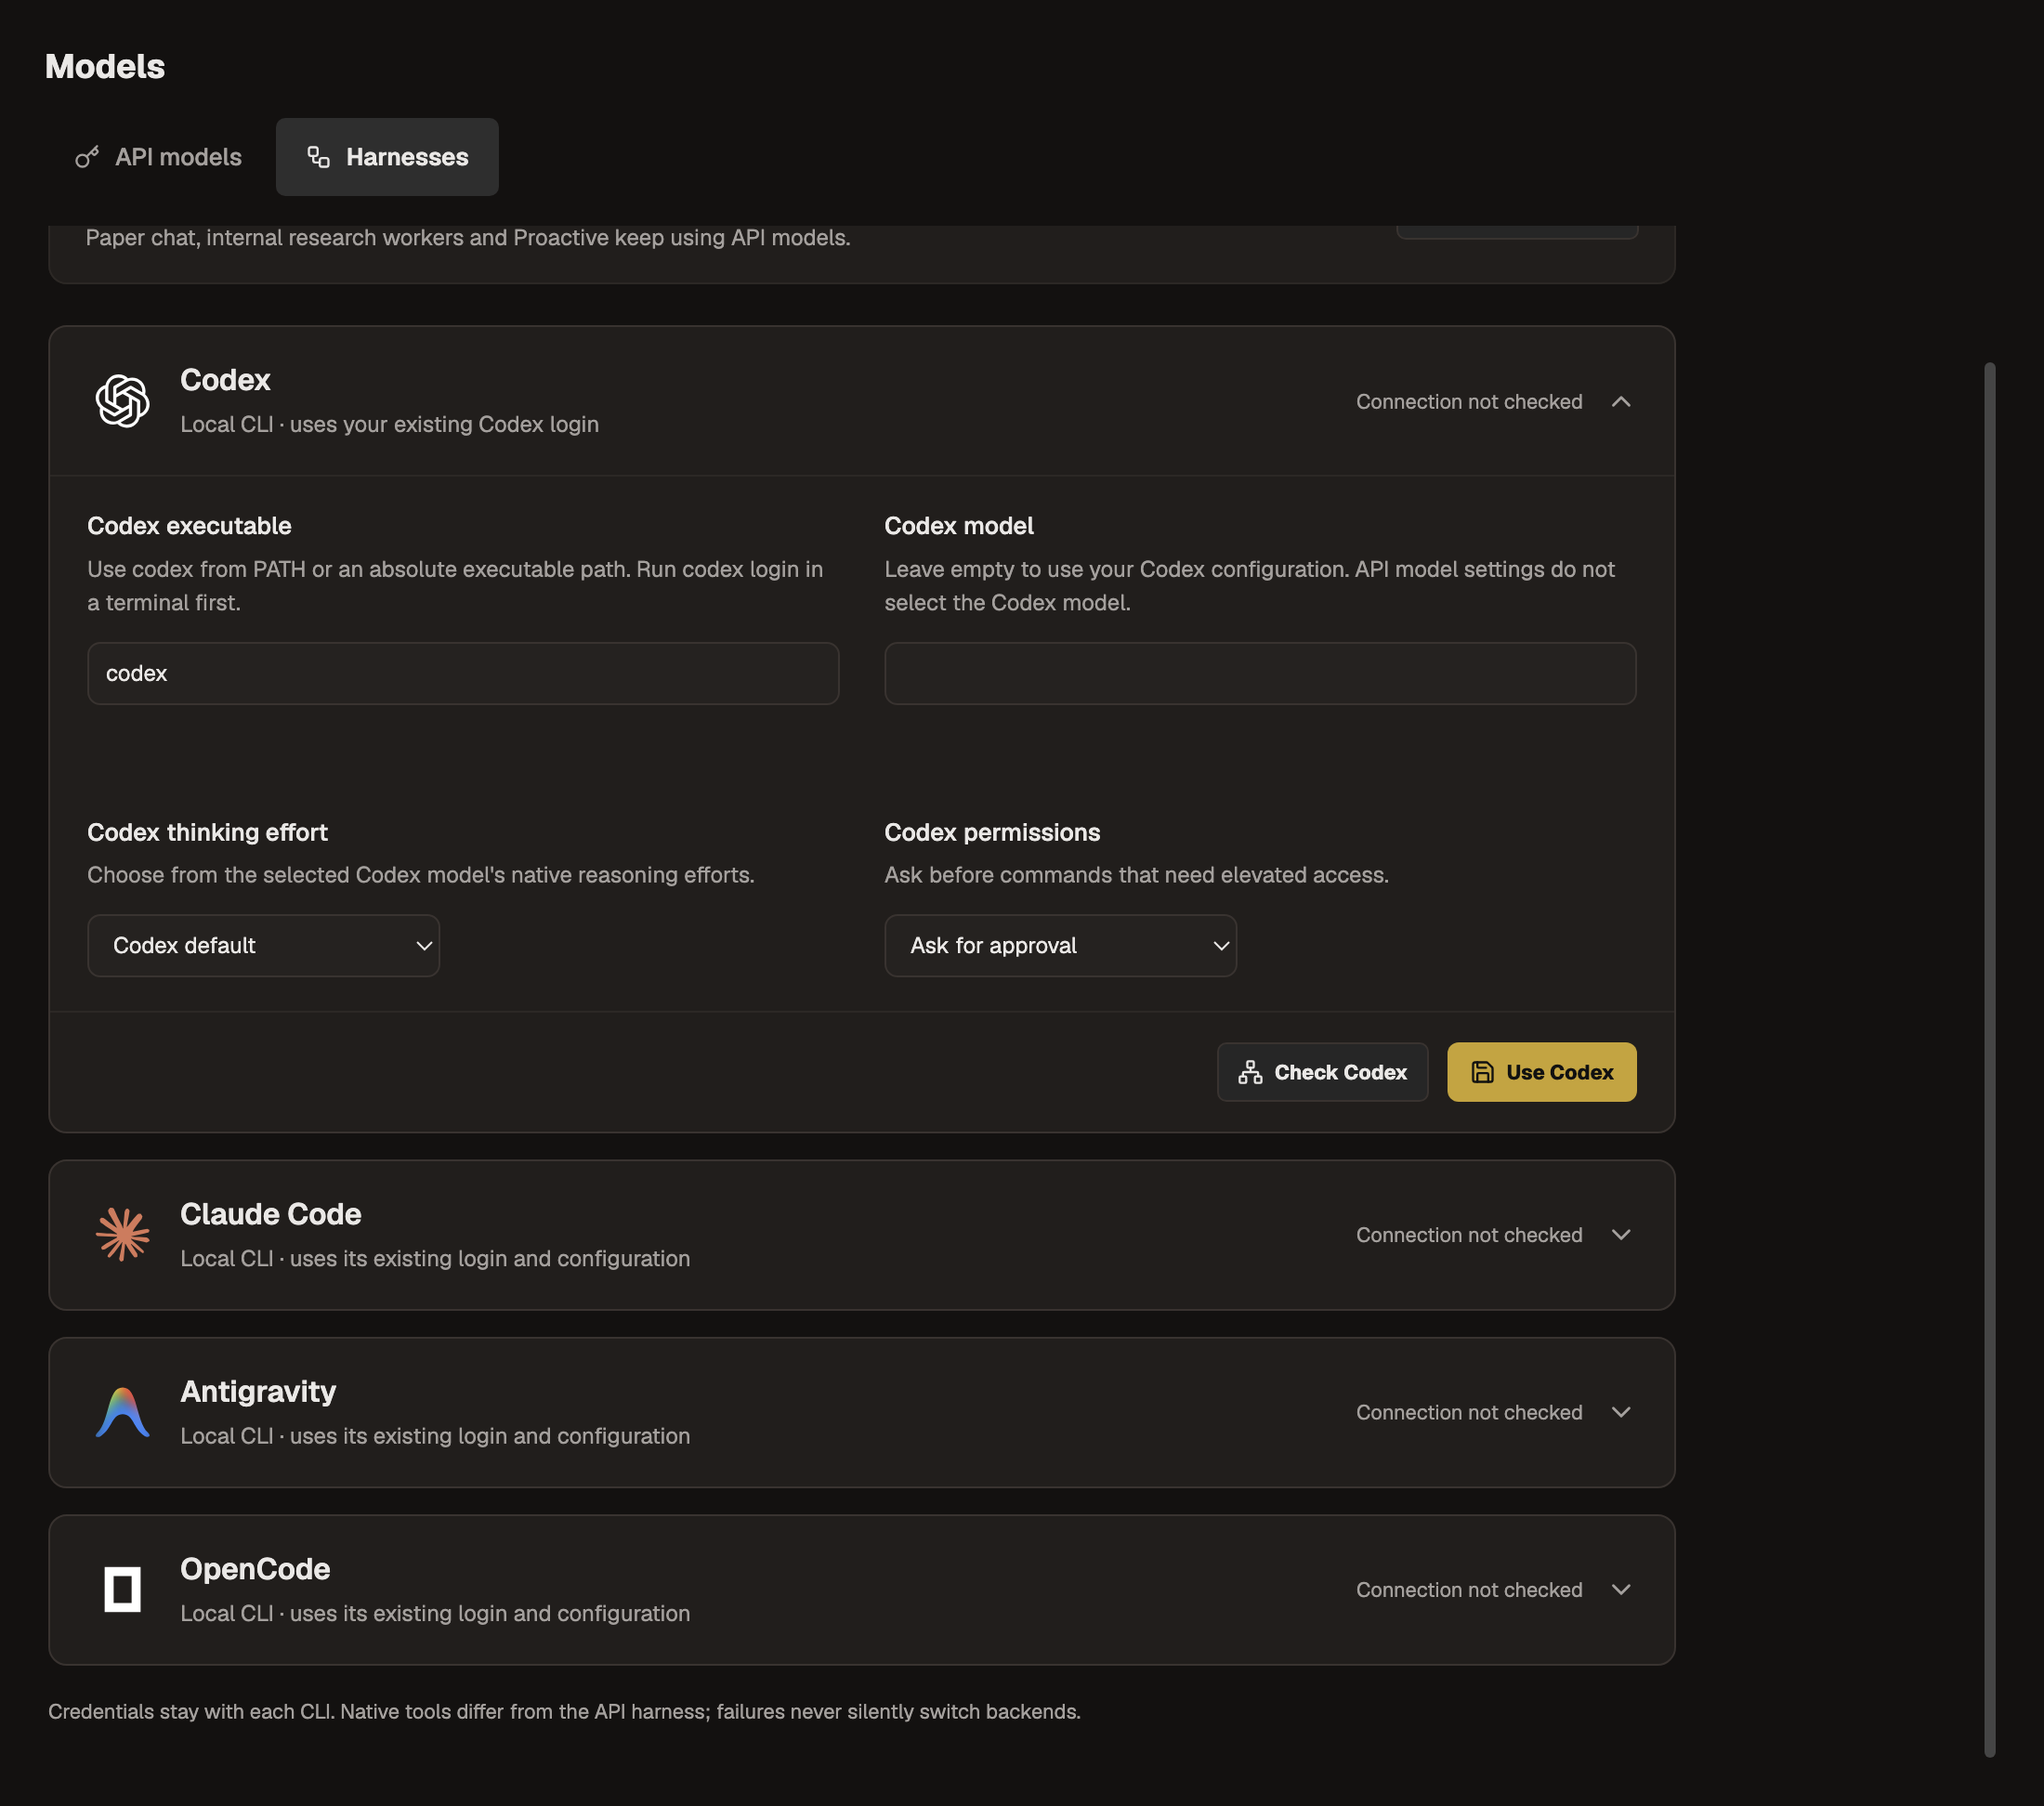 Models
API models
Harnesses
Paper chat, internal research workers and Proactive keep using API models.
Codex
Local CLI · uses your existing Codex login
Connection not checked
Codex executable
Use codex from PATH or an absolute executable path. Run codex login in
a terminal first.
codex
Codex model
Leave empty to use your Codex configuration. API model settings do not
select the Codex model.
Codex thinking effort
Choose from the selected Codex model's native reasoning efforts.
Codex default
Codex permissions
Ask before commands that need elevated access.
Ask for approval
Check Codex
Use Codex
Claude Code
Local CLI · uses its existing login and configuration
Connection not checked
Antigravity
Local CLI · uses its existing login and configuration
Connection not checked
OpenCode
Local CLI · uses its existing login and configuration
Connection not checked
Credentials stay with each CLI. Native tools differ from the API harness; failures never silently switch backends.